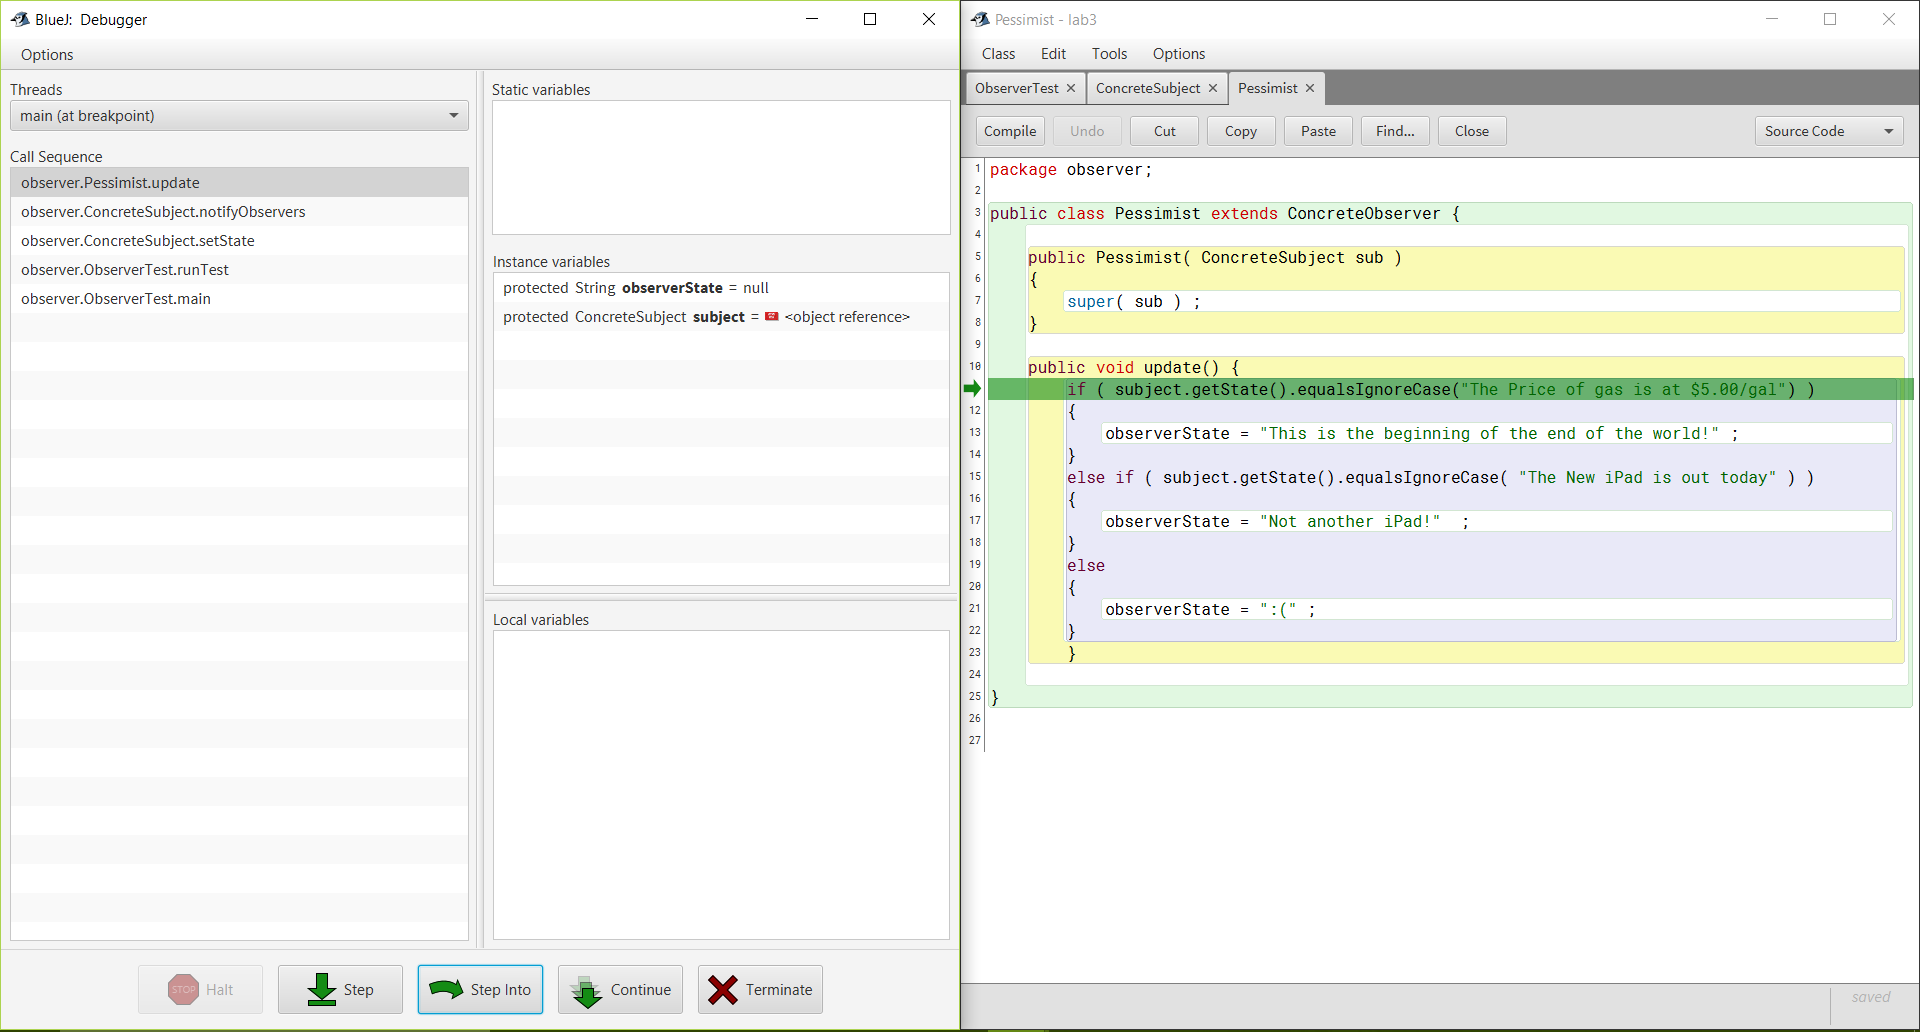 BlueJ: Debugger
Options
Threads
main (at breakpoint)
Call Sequence
observer.Pessimist.update
observer.ConcreteSubject.notifyObservers
observer.ConcreteSubject.setState
observer.ObserverTest.runTest
observer.ObserverTest.main
Static variables
Instance variables
protected String observerState = null
protected ConcreteSubject subject = <object reference>
Local variables
STOP Halt
Step
Step Into
Continue
Terminate
Pessimist - lab3
Class Edit Tools Options
ObserverTest ConcreteSubject Pessimist
Compile Undo Cut Copy Paste Find... Close Source Code
1 package observer;
2
3 public class Pessimist extends ConcreteObserver {
4
5 public Pessimist( ConcreteSubject sub )
6 {
7 super( sub ) ;
8 }
9
10 public void update() {
if ( subject.getState().equalsIgnoreCase("The Price of gas is at $5.00/gal") )
12 {
13 observerState = "This is the beginning of the end of the world!" ;
14 }
15 else if ( subject.getState().equalsIgnoreCase( "The New iPad is out today" ) )
16 {
17 observerState = "Not another iPad!" ;
18 }
19 else
20 {
21 observerState = ":(" ;
22 }
23 }
24
25 }
26
27
saved